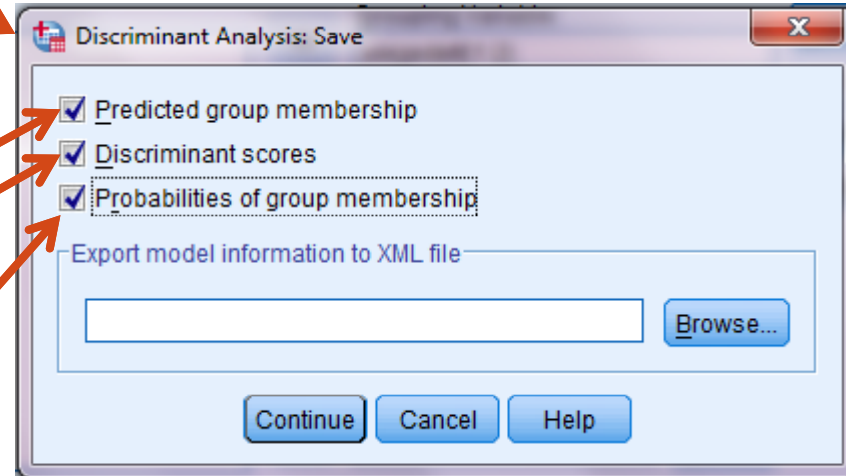 Discriminant Analysis: Save
Predicted group membership
Discriminant scores
Probabilities of group membership
Export model information to XML file
Browse...
Continue Cancel Help